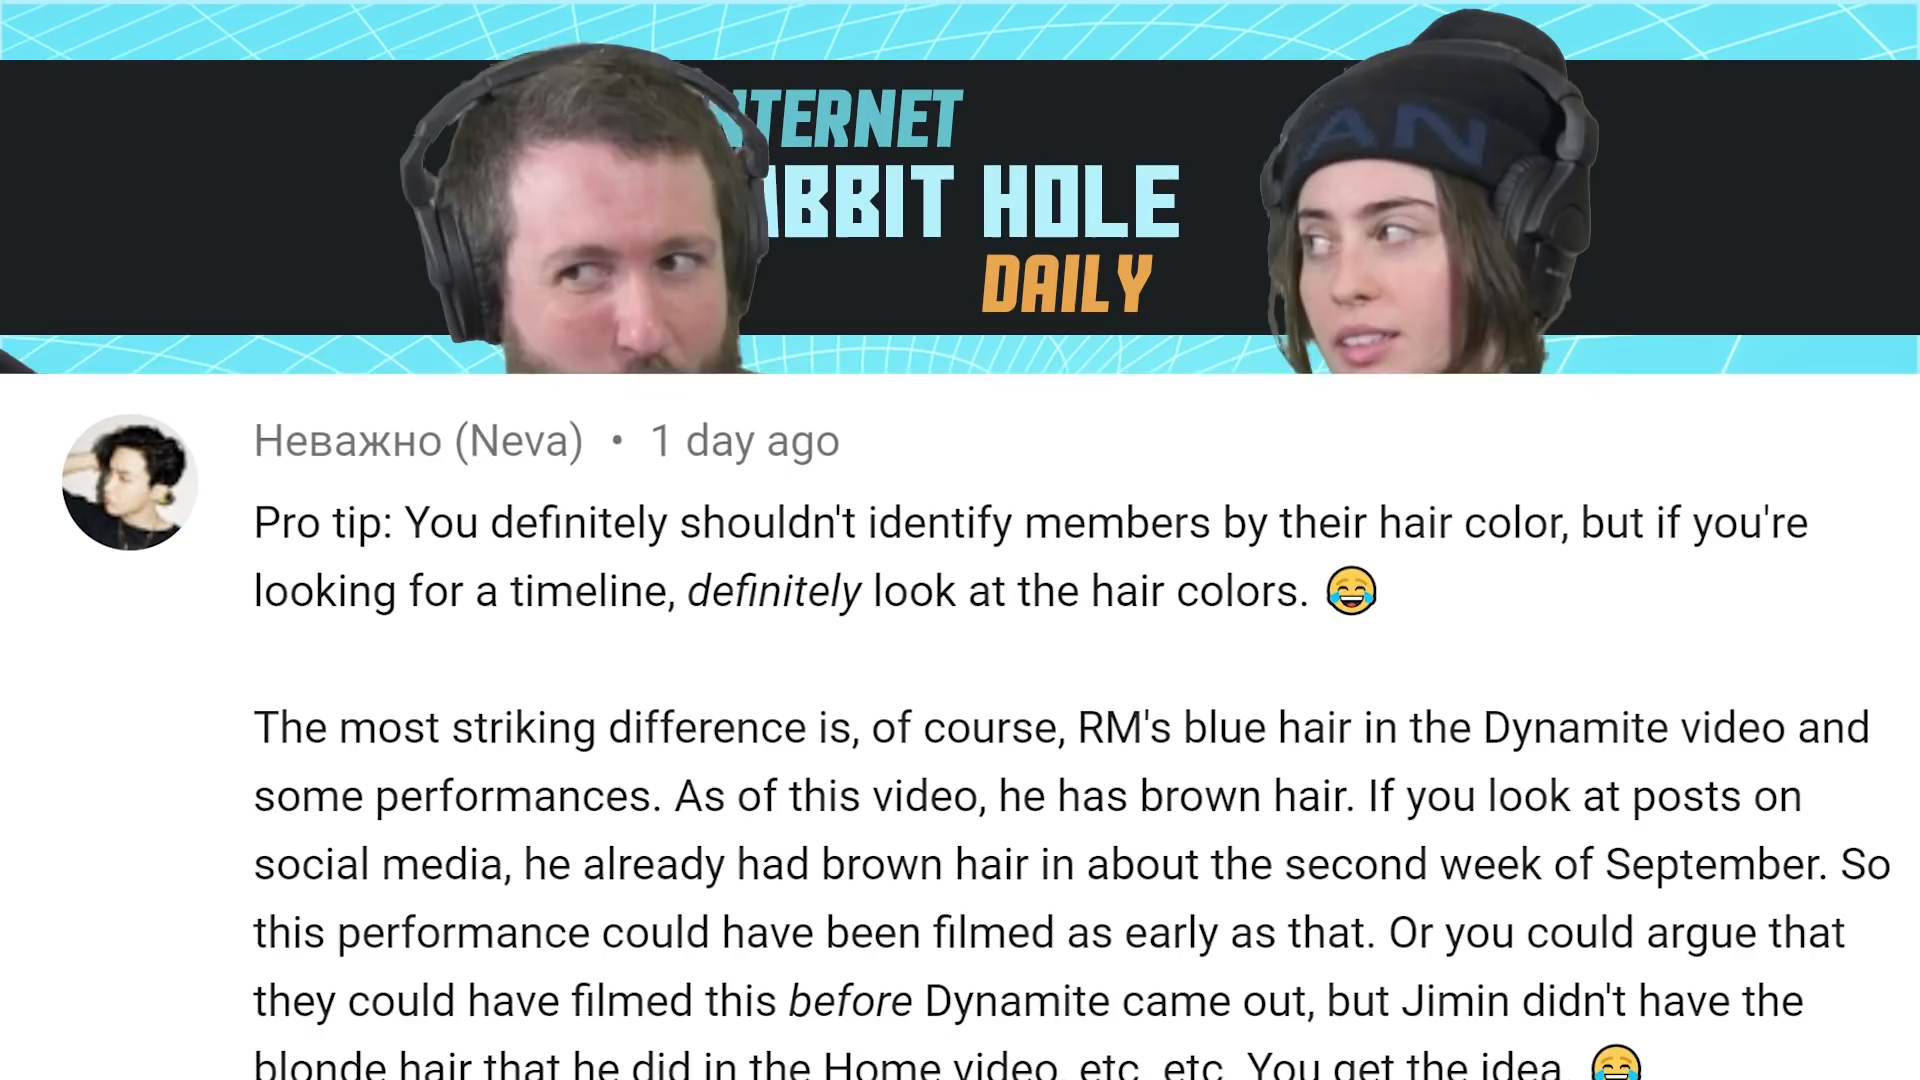 NTERNET
ABBIT HOLE
DAILY
AN
Неважно (Neva) • 1 day ago
Pro tip: You definitely shouldn't identify members by their hair color, but if you're
looking for a timeline, definitely look at the hair colors. 😂
The most striking difference is, of course, RM's blue hair in the Dynamite video and
some performances. As of this video, he has brown hair. If you look at posts on
social media, he already had brown hair in about the second week of September. So
this performance could have been filmed as early as that. Or you could argue that
they could have filmed this before Dynamite came out, but Jimin didn't have the
blonde hair that he did in the Home video, etc, etc. You get the idea. 😂